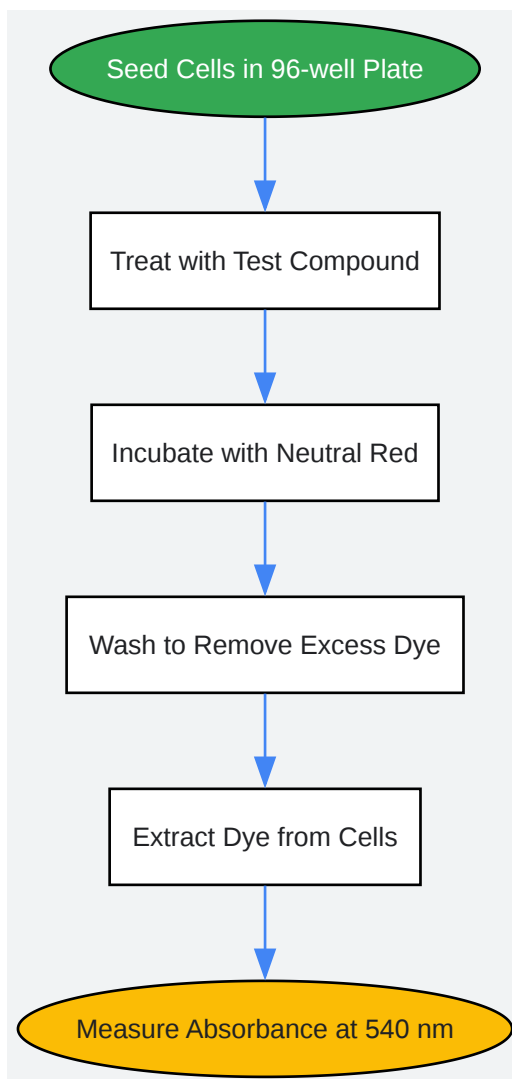 Seed Cells in 96-well Plate
Treat with Test Compound
Incubate with Neutral Red
Wash to Remove Excess Dye
Extract Dye from Cells
Measure Absorbance at 540 nm